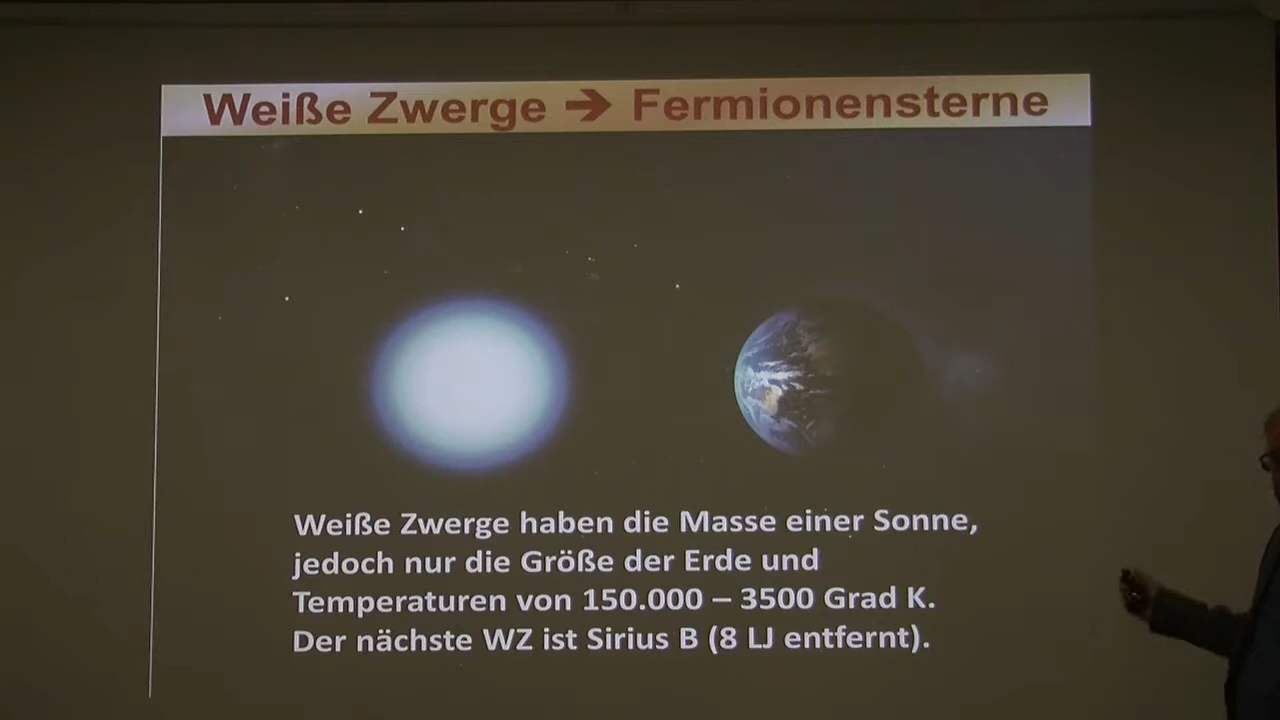 Weiße Zwerge ➔ Fermionensterne
Weiße Zwerge haben die Masse einer Sonne,
jedoch nur die Größe der Erde und
Temperaturen von 150.000 – 3500 Grad K.
Der nächste WZ ist Sirius B (8 LJ entfernt).